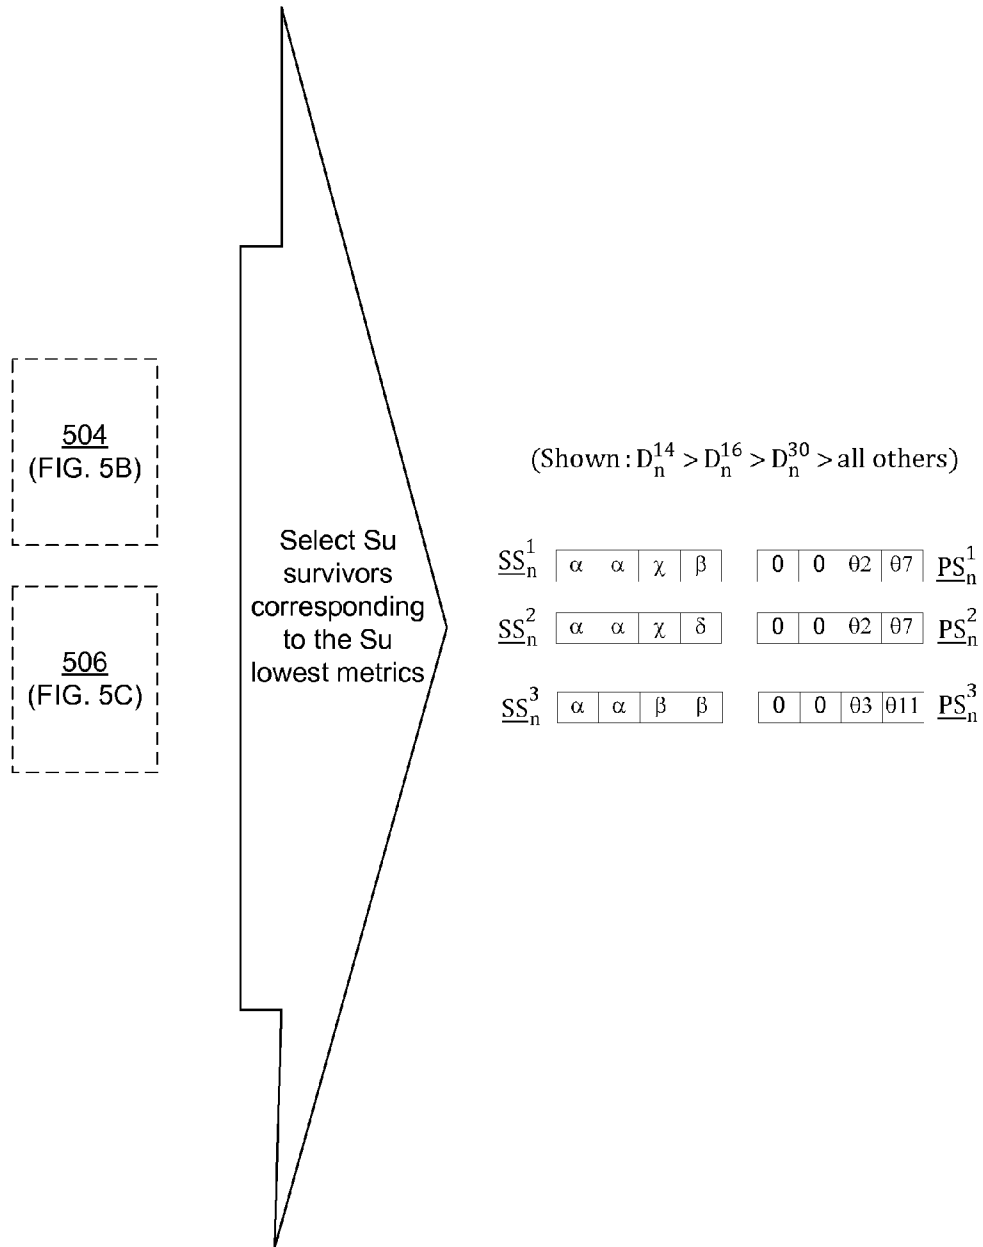 504
(FIG. 5B)
506
(FIG. 5C)
Select Su
survivors
corresponding
to the Su
lowest metrics
(Shown : D_n^14 > D_n^16 > D_n^30 > all others)
SS_n^1 α α χ β 0 0 θ2 θ7 PS_n^1
SS_n^2 α α χ δ 0 0 θ2 θ7 PS_n^2
SS_n^3 α α β β 0 0 θ3 θ11 PS_n^3